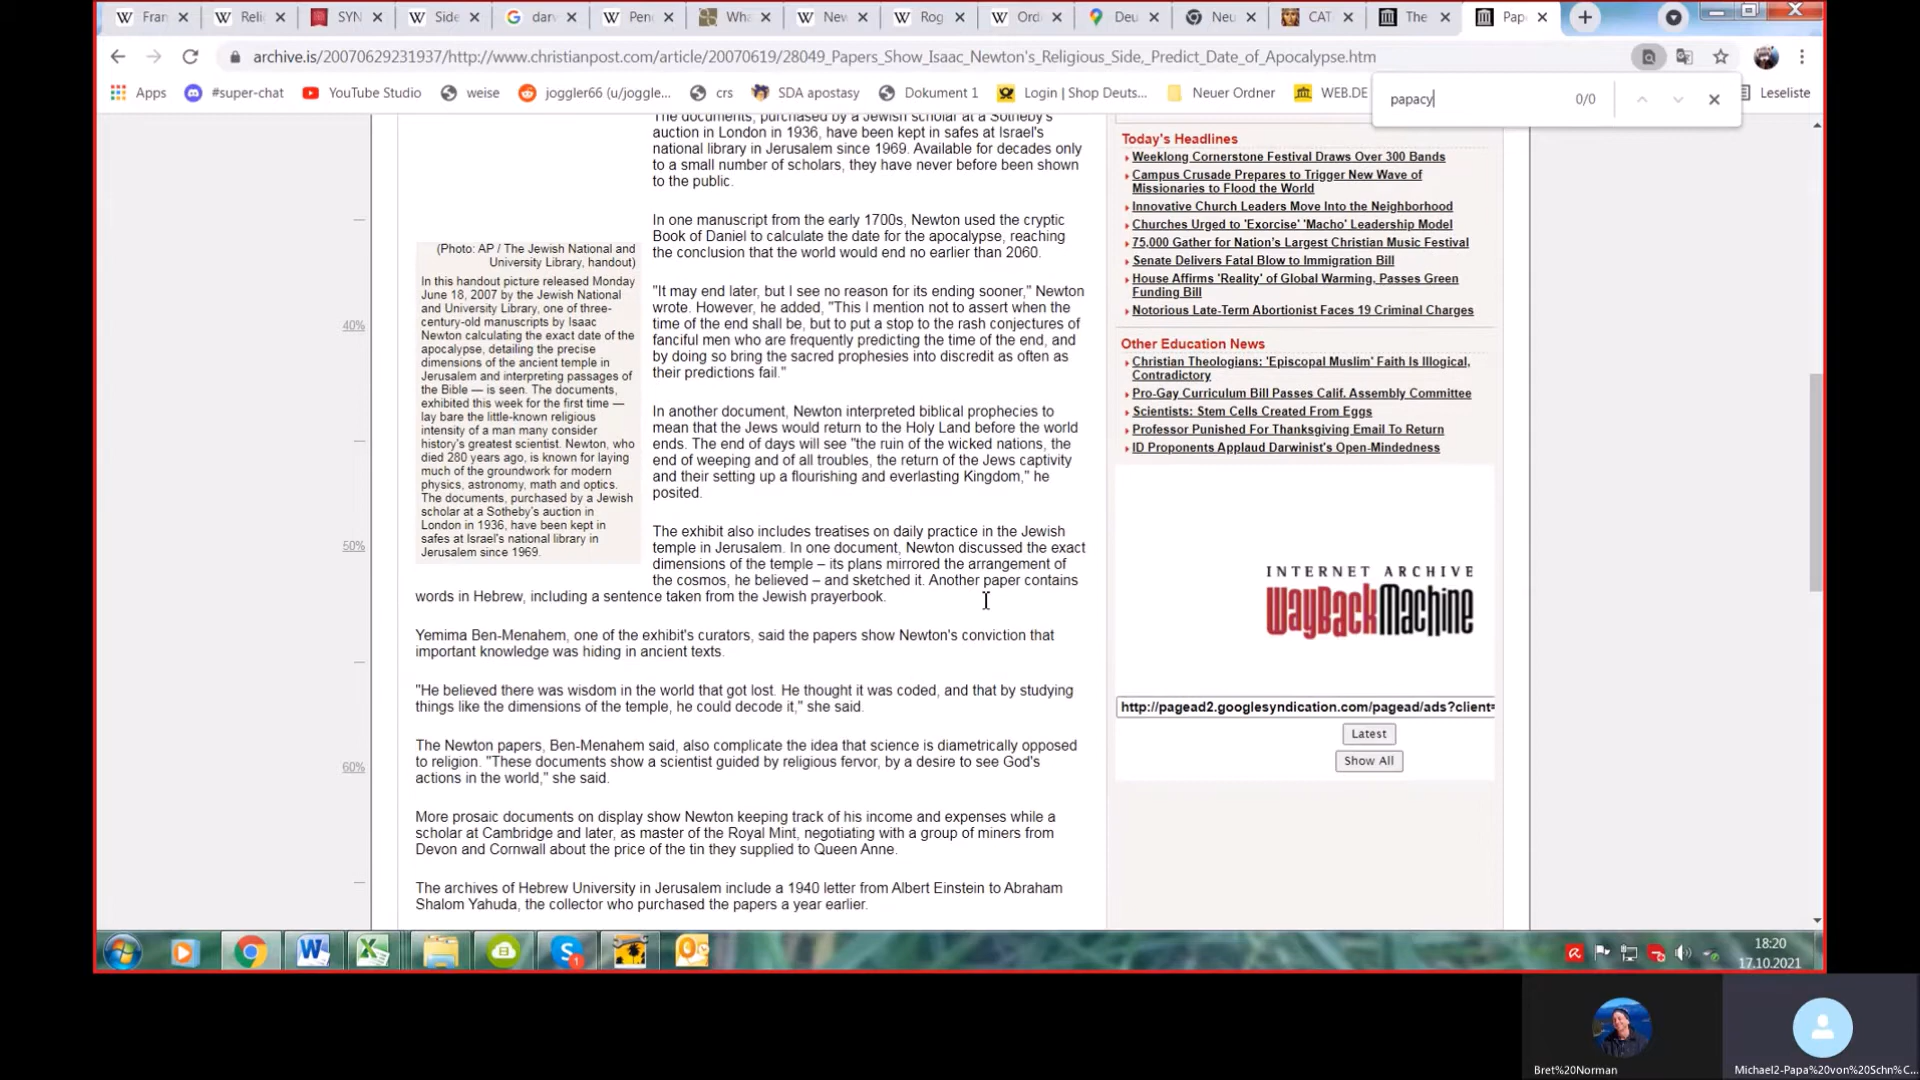 Fran
Reli
SYN
Side
dar
Pen
Wha
New
Rog
Ord
Deu
Neu
CAT
The
Pap
archive.is/20070629231937/http://www.christianpost.com/article/20070619/28049_Papers_Show_Isaac_Newton's_Religious_Side,_Predict_Date_of_Apocalypse.htm
Apps
#super-chat
YouTube Studio
weise
joggler66 (u/joggle...
crs
SDA apostasy
Dokument 1
Login | Shop Deuts...
Neuer Ordner
WEB.DE
Leseliste
papacy
0/0
The documents, purchased by a Jewish scholar at a Sotheby's
auction in London in 1936, have been kept in safes at Israel's
national library in Jerusalem since 1969. Available for decades only
to a small number of scholars, they have never before been shown
to the public.
In one manuscript from the early 1700s, Newton used the cryptic
Book of Daniel to calculate the date for the apocalypse, reaching
the conclusion that the world would end no earlier than 2060.
"It may end later, but I see no reason for its ending sooner," Newton
wrote. However, he added, "This I mention not to assert when the
time of the end shall be, but to put a stop to the rash conjectures of
fanciful men who are frequently predicting the time of the end, and
by doing so bring the sacred prophesies into discredit as often as
their predictions fail."
In another document, Newton interpreted biblical prophecies to
mean that the Jews would return to the Holy Land before the world
ends. The end of days will see "the ruin of the wicked nations, the
end of weeping and of all troubles, the return of the Jews captivity
and their setting up a flourishing and everlasting Kingdom," he
posited.
The exhibit also includes treatises on daily practice in the Jewish
temple in Jerusalem. In one document, Newton discussed the exact
dimensions of the temple – its plans mirrored the arrangement of
the cosmos, he believed – and sketched it. Another paper contains
words in Hebrew, including a sentence taken from the Jewish prayerbook.
Yemima Ben-Menahem, one of the exhibit's curators, said the papers show Newton's conviction that
important knowledge was hiding in ancient texts.
"He believed there was wisdom in the world that got lost. He thought it was coded, and that by studying
things like the dimensions of the temple, he could decode it," she said.
The Newton papers, Ben-Menahem said, also complicate the idea that science is diametrically opposed
to religion. "These documents show a scientist guided by religious fervor, by a desire to see God's
actions in the world," she said.
More prosaic documents on display show Newton keeping track of his income and expenses while a
scholar at Cambridge and later, as master of the Royal Mint, negotiating with a group of miners from
Devon and Cornwall about the price of the tin they supplied to Queen Anne.
The archives of Hebrew University in Jerusalem include a 1940 letter from Albert Einstein to Abraham
Shalom Yahuda, the collector who purchased the papers a year earlier.
(Photo: AP / The Jewish National and
University Library, handout)
In this handout picture released Monday
June 18, 2007 by the Jewish National
and University Library, one of three-
century-old manuscripts by Isaac
Newton calculating the exact date of the
apocalypse, detailing the precise
dimensions of the ancient temple in
Jerusalem and interpreting passages of
the Bible — is seen. The documents,
exhibited this week for the first time —
lay bare the little-known religious
intensity of a man many consider
history's greatest scientist. Newton, who
died 280 years ago, is known for laying
much of the groundwork for modern
physics, astronomy, math and optics.
The documents, purchased by a Jewish
scholar at a Sotheby's auction in
London in 1936, have been kept in
safes at Israel's national library in
Jerusalem since 1969.
40%
50%
60%
Today's Headlines
Weeklong Cornerstone Festival Draws Over 300 Bands
Campus Crusade Prepares to Trigger New Wave of
Missionaries to Flood the World
Innovative Church Leaders Move Into the Neighborhood
Churches Urged to 'Exorcise' 'Macho' Leadership Model
75,000 Gather for Nation's Largest Christian Music Festival
Senate Delivers Fatal Blow to Immigration Bill
House Affirms 'Reality' of Global Warming, Passes Green
Funding Bill
Notorious Late-Term Abortionist Faces 19 Criminal Charges
Other Education News
Christian Theologians: 'Episcopal Muslim' Faith Is Illogical,
Contradictory
Pro-Gay Curriculum Bill Passes Calif. Assembly Committee
Scientists: Stem Cells Created From Eggs
Professor Punished For Thanksgiving Email To Return
ID Proponents Applaud Darwinist's Open-Mindedness
INTERNET ARCHIVE
WayBackMachine
http://pagead2.googlesyndication.com/pagead/ads?client=
Latest
Show All
1
18:20
17.10.2021
Bret%20Norman
Michael2-Papa%20von%20Schn%C...